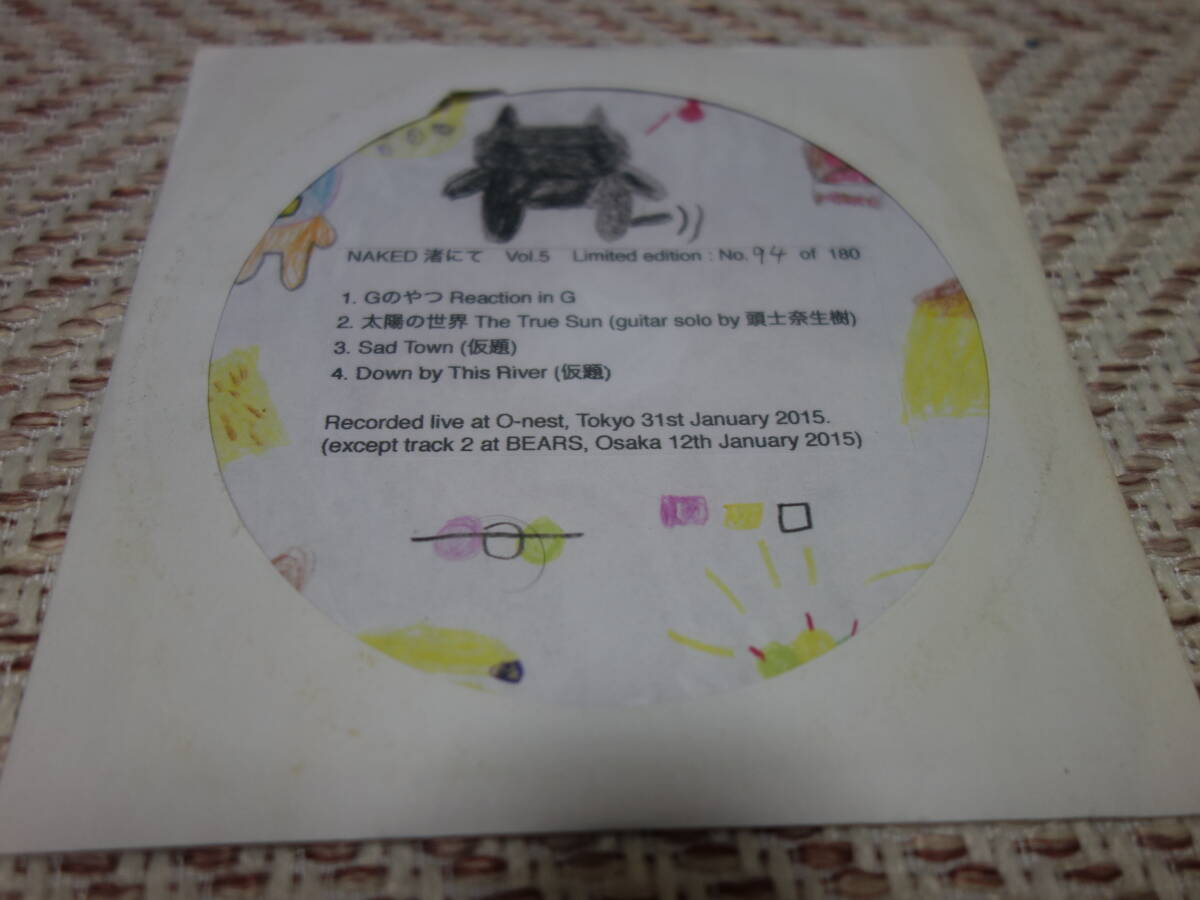 NAKED 渚にて Vol.5 Limited edition : No. 94 of 180
1. Gのやつ Reaction in G
2. 太陽の世界 The True Sun (guitar solo by 頭士奈生樹)
3. Sad Town (仮題)
4. Down by This River (仮題)
Recorded live at O-nest, Tokyo 31st January 2015.
(except track 2 at BEARS, Osaka 12th January 2015)